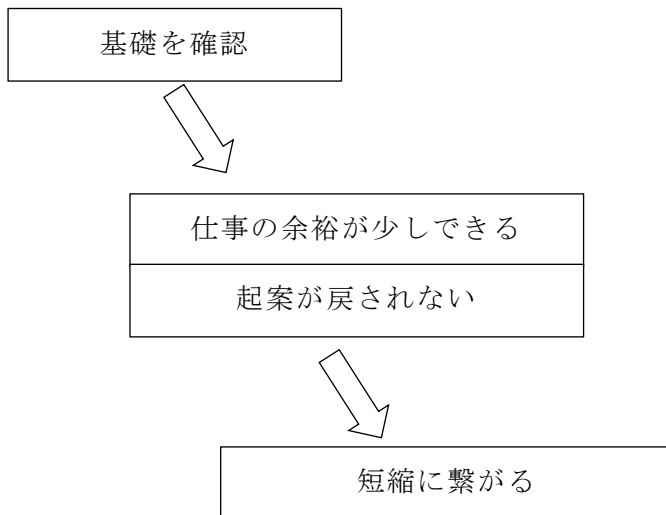 基礎を確認
仕事の余裕が少しできる
起案が戻されない
短縮に繋がる